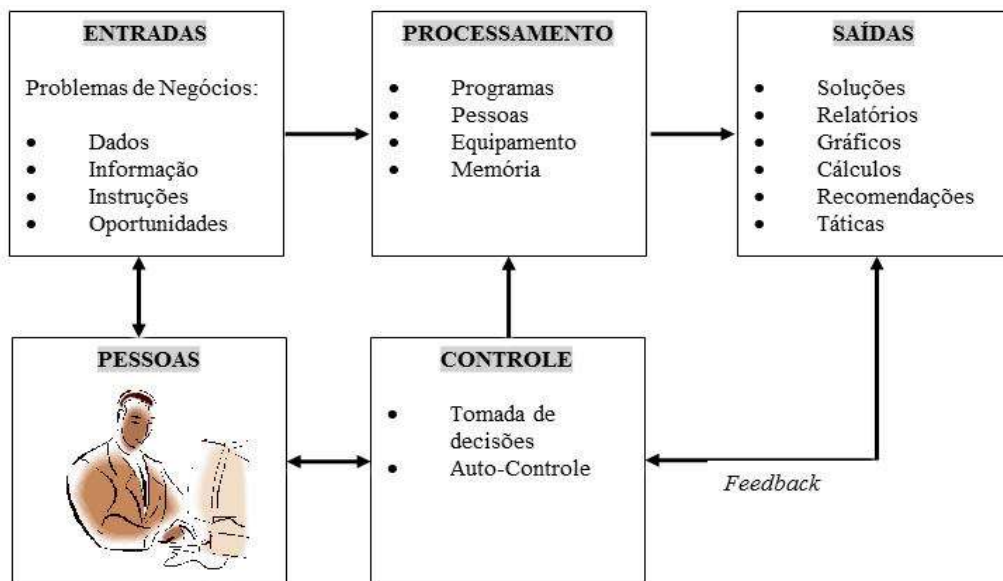 ENTRADAS
Problemas de Negócios:
• Dados
• Informação
• Instruções
• Oportunidades
PROCESSAMENTO
• Programas
• Pessoas
• Equipamento
• Memória
SAÍDAS
• Soluções
• Relatórios
• Gráficos
• Cálculos
• Recomendações
• Táticas
PESSOAS
CONTROLE
• Tomada de
decisões
• Auto-Controle
Feedback